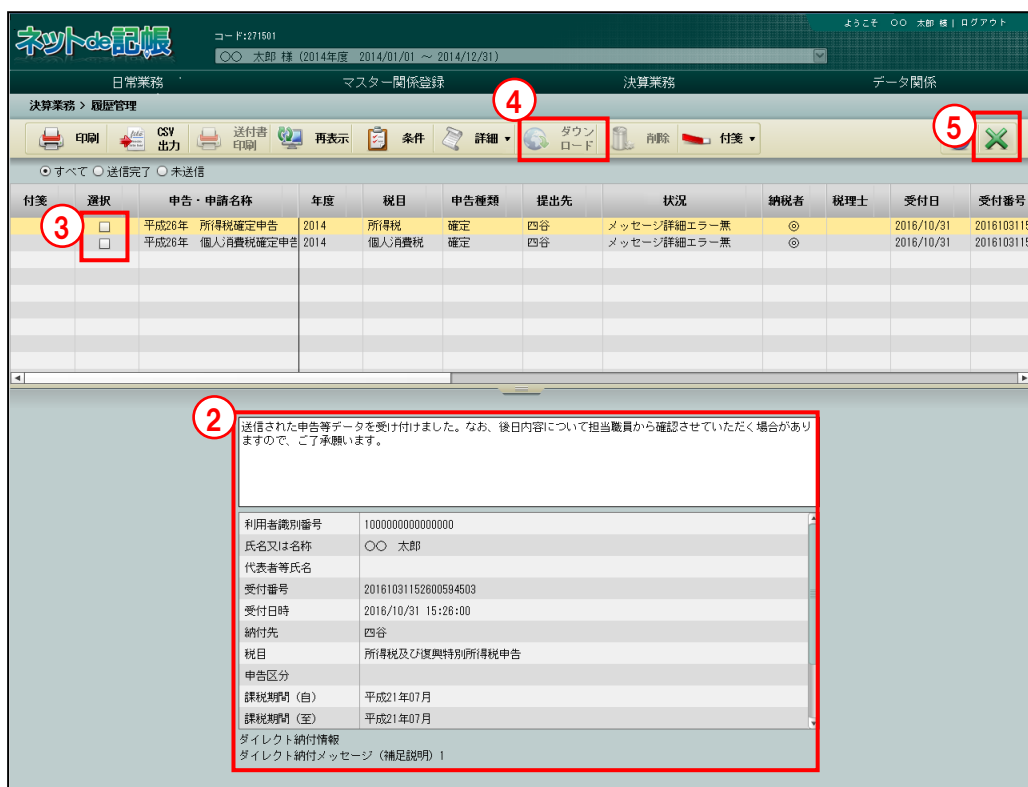 ようこそ 〇〇 太郎 様 | ログアウト
ネットde記帳
コード:271501
〇〇 太郎 様 (2014年度 2014/01/01 ～ 2014/12/31)
日常業務 マスター関係登録 決算業務 データ関係
決算業務 > 履歴管理
④
⑤
印刷 CSV出力 送付書印刷 再表示 条件 詳細 ダウンロード 削除 付箋
すべて 送信完了 未送信
付箋 選択 申告・申請名称 年度 税目 申告種類 提出先 状況 納税者 税理士 受付日 受付番号
③
平成26年 所得税確定申告 2014 所得税 確定 四谷 メッセージ詳細エラー無 ◎ 2016/10/31 2016103115
平成26年 個人消費税確定申告 2014 個人消費税 確定 四谷 メッセージ詳細エラー無 ◎ 2016/10/31 2016103115
②
送信された申告等データを受け付けました。なお、後日内容について担当職員から確認させていただく場合があり
ますので、ご了承願います。
利用者識別番号 1000000000000000
氏名又は名称 〇〇 太郎
代表者等氏名
受付番号 20161031152600594503
受付日時 2016/10/31 15:26:00
納付先 四谷
税目 所得税及び復興特別所得税申告
申告区分
課税期間（自） 平成21年07月
課税期間（至） 平成21年07月
ダイレクト納付情報
ダイレクト納付メッセージ（補足説明）1